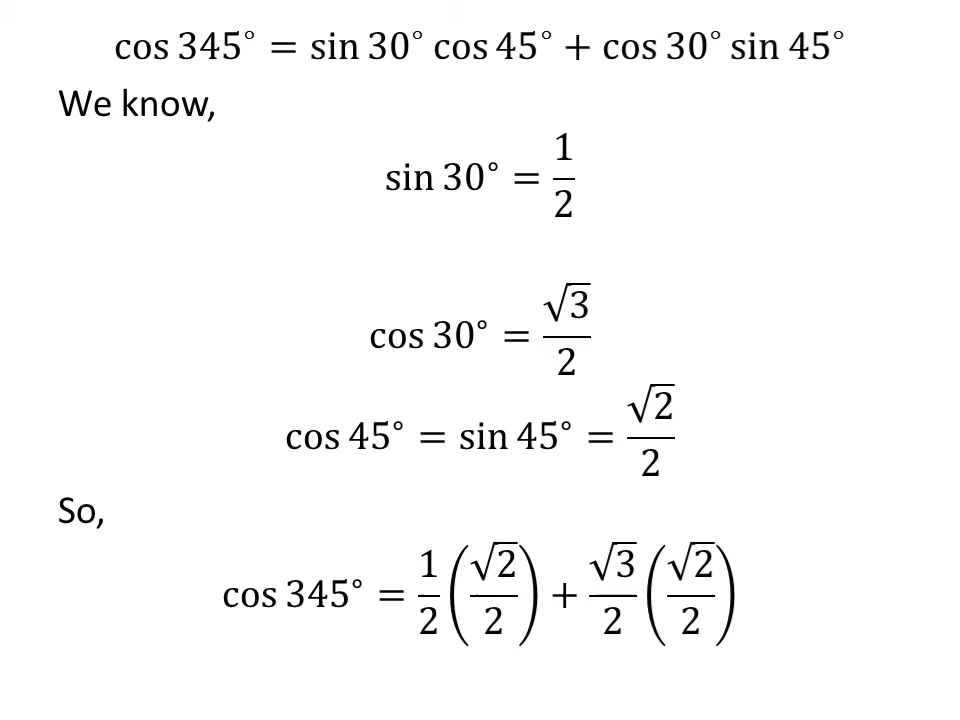 cos 345° = sin 30° cos 45° + cos 30° sin 45°
We know,
sin 30° = 1/2
cos 30° = √3/2
cos 45° = sin 45° = √2/2
So,
cos 345° = 1/2 (√2/2) + √3/2 (√2/2)